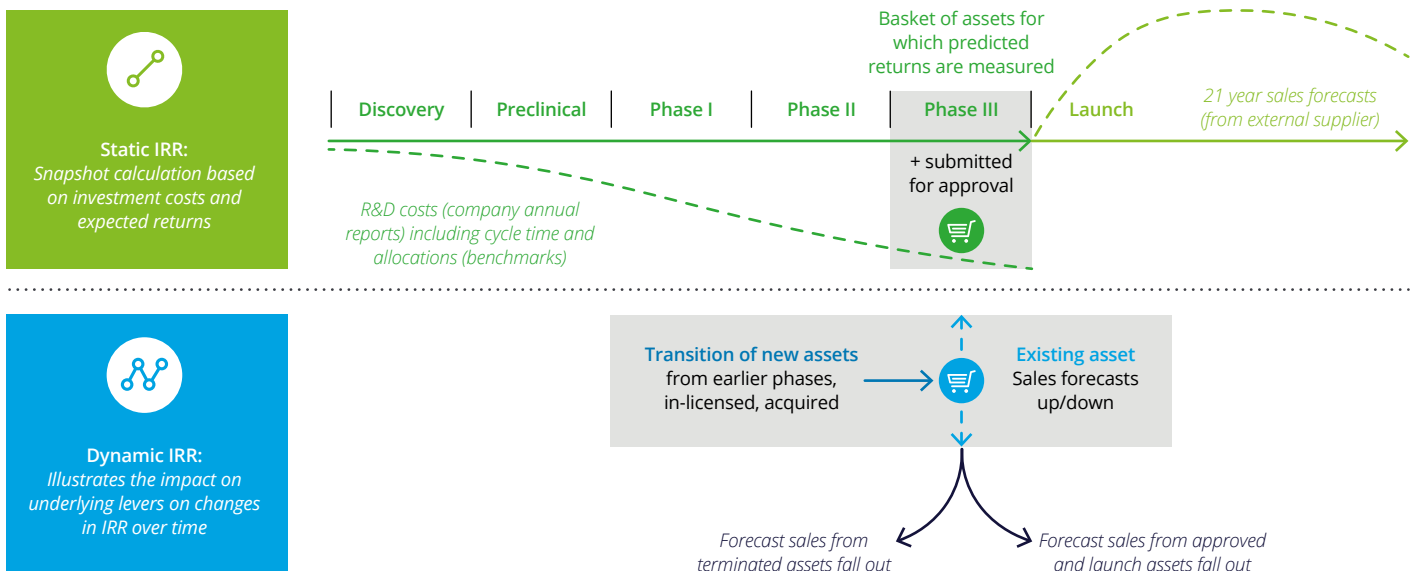 Static IRR:
Snapshot calculation based
on investment costs and
expected returns
Basket of assets for
which predicted
returns are measured
Discovery
Preclinical
Phase I
Phase II
Phase III
Launch
+ submitted
for approval
21 year sales forecasts
(from external supplier)
R&D costs (company annual
reports) including cycle time and
allocations (benchmarks)
Dynamic IRR:
Illustrates the impact on
underlying levers on changes
in IRR over time
Transition of new assets
from earlier phases,
in-licensed, acquired
Existing asset
Sales forecasts
up/down
Forecast sales from
terminated assets fall out
Forecast sales from approved
and launch assets fall out